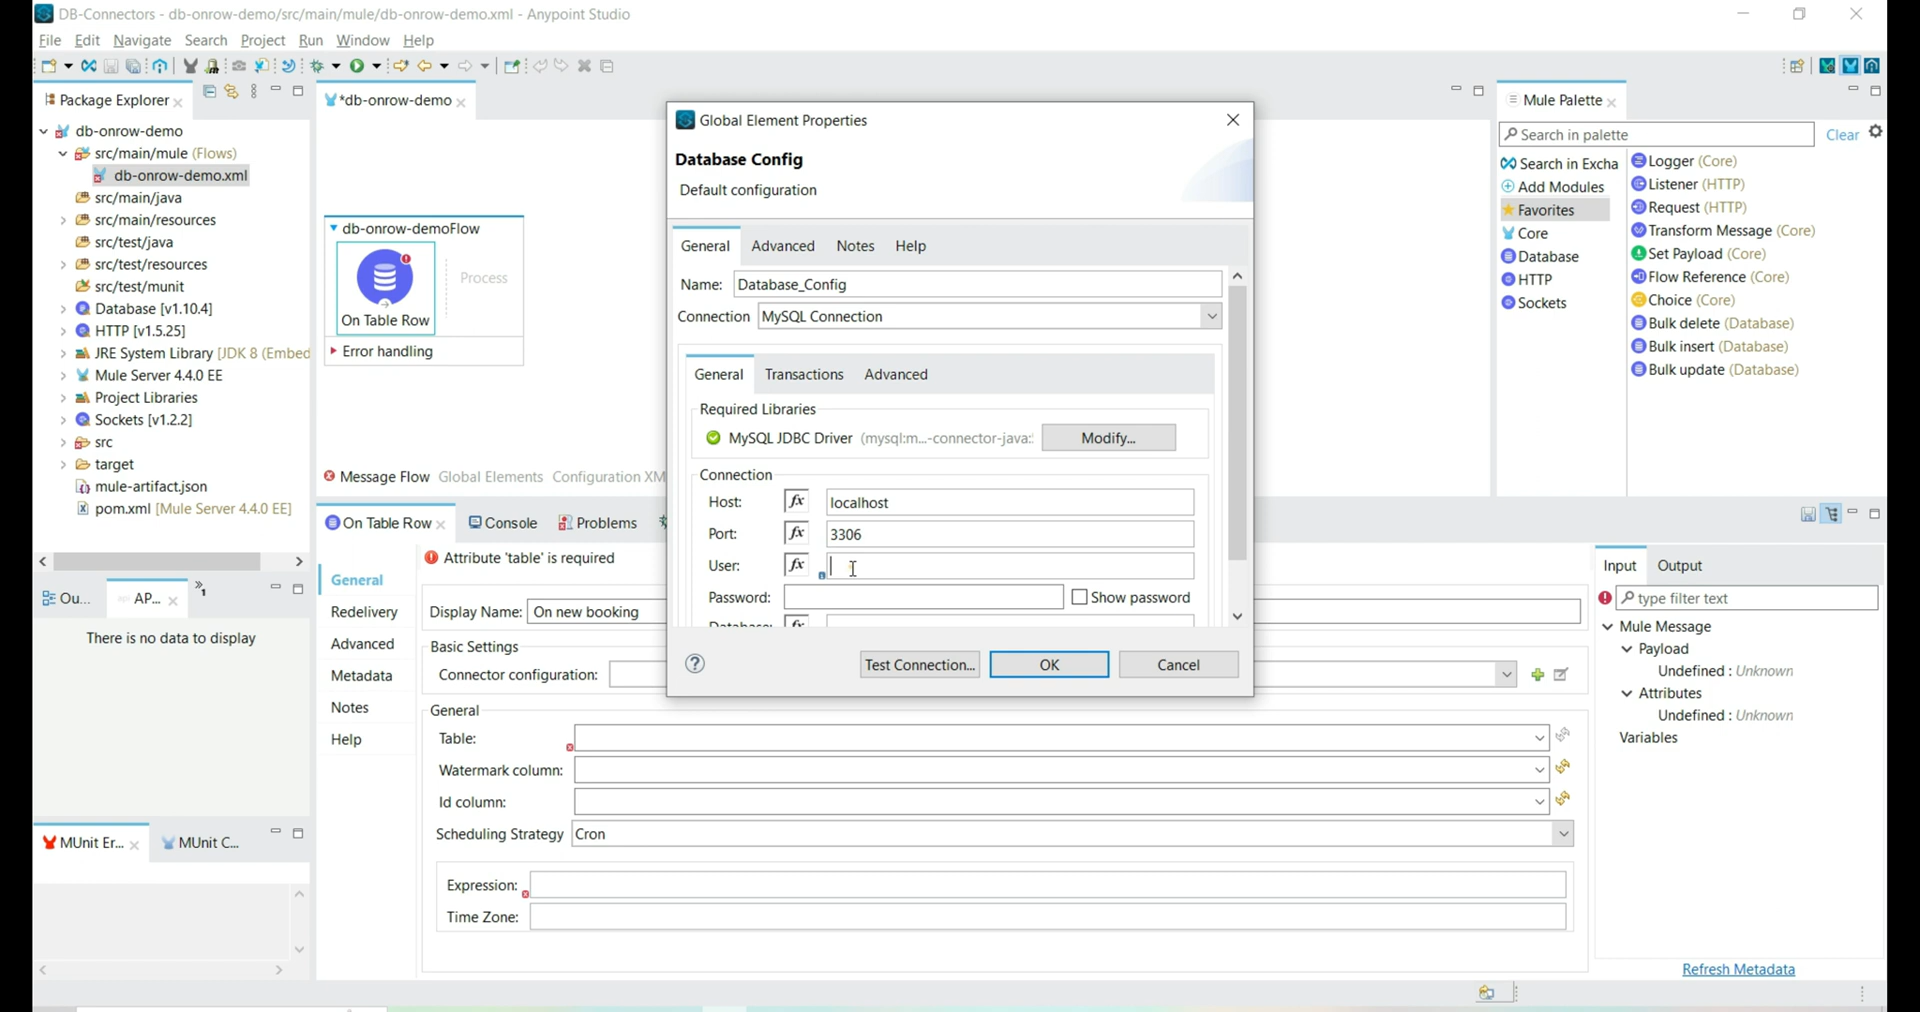 DB-Connectors - db-onrow-demo/src/main/mule/db-onrow-demo.xml - Anypoint Studio
File Edit Navigate Search Project Run Window Help
Package Explorer
db-onrow-demo
src/main/mule (Flows)
db-onrow-demo.xml
src/main/java
src/main/resources
src/test/java
src/test/resources
src/test/munit
Database [v1.10.4]
HTTP [v1.5.25]
JRE System Library [JDK 8 (Embed
Mule Server 4.4.0 EE
Project Libraries
Sockets [v1.2.2]
src
target
mule-artifact.json
pom.xml [Mule Server 4.4.0 EE]
Ou...
AP...
1
There is no data to display
MUnit Er...
MUnit C...
*db-onrow-demo
db-onrow-demoFlow
On Table Row
Process
Error handling
Message Flow Global Elements Configuration XM
Global Element Properties
Database Config
Default configuration
General Advanced Notes Help
Name: Database_Config
Connection MySQL Connection
General Transactions Advanced
Required Libraries
MySQL JDBC Driver (mysql:m...-connector-java: Modify...
Connection
Host: fx localhost
Port: fx 3306
User: fx
Password: Show password
Database: fx
? Test Connection... OK Cancel
On Table Row Console Problems
Attribute 'table' is required
General
Redelivery
Advanced
Metadata
Notes
Help
Display Name: On new booking
Basic Settings
Connector configuration:
General
Table:
Watermark column:
Id column:
Scheduling Strategy Cron
Expression:
Time Zone:
Mule Palette
Search in palette Clear
Search in Excha
Add Modules
Favorites
Core
Database
HTTP
Sockets
Logger (Core)
Listener (HTTP)
Request (HTTP)
Transform Message (Core)
Set Payload (Core)
Flow Reference (Core)
Choice (Core)
Bulk delete (Database)
Bulk insert (Database)
Bulk update (Database)
Input Output
type filter text
Mule Message
Payload
Undefined : Unknown
Attributes
Undefined : Unknown
Variables
Refresh Metadata